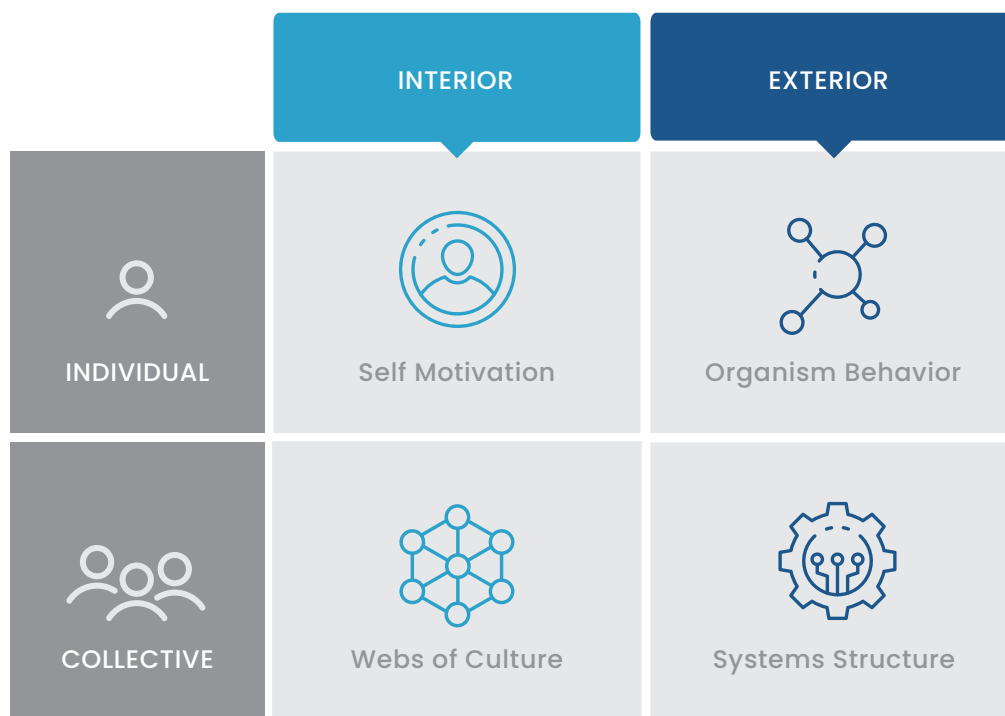 INTERIOR
EXTERIOR
INDIVIDUAL
Self Motivation
Organism Behavior
COLLECTIVE
Webs of Culture
Systems Structure